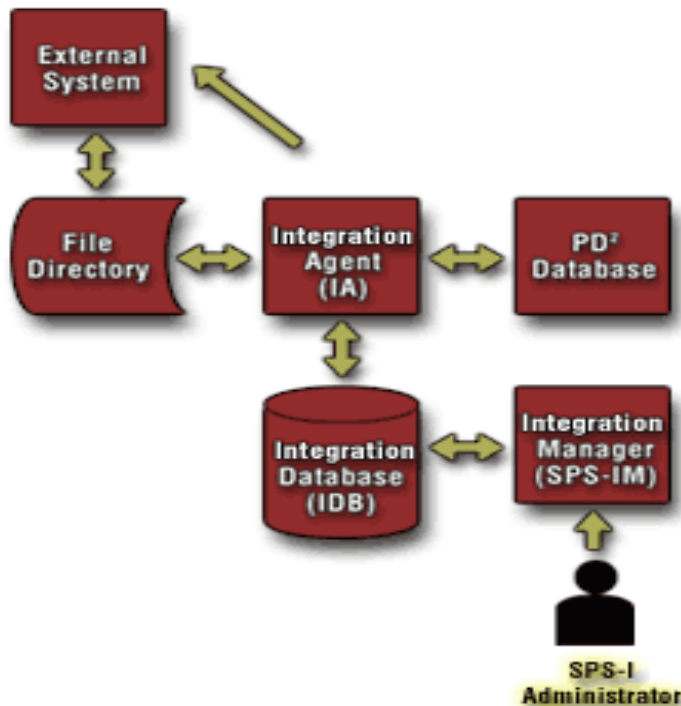 External
System
File
Directory
Integration
Agent
(IA)
PD²
Database
Integration
Database
(IDB)
Integration
Manager
(SPS-IM)
SPS-I
Administrator